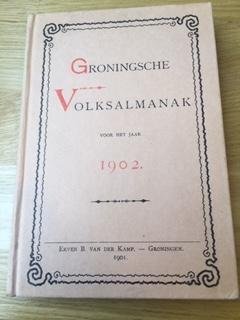 GRONINGSCHE
VOLKSALMANAK
VOOR HET JAAR
1902.
ERVEN B. VAN DER KAMP. — GRONINGEN.
1901.